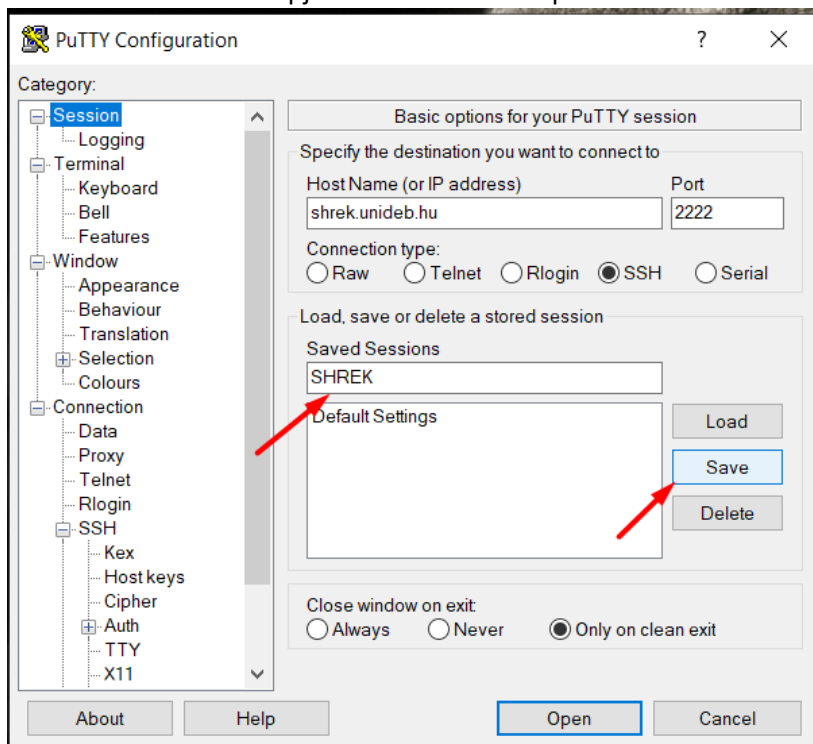 PuTTY Configuration ? ×
Category:
Session
Logging
Terminal
Keyboard
Bell
Features
Window
Appearance
Behaviour
Translation
Selection
Colours
Connection
Data
Proxy
Telnet
Rlogin
SSH
Kex
Host keys
Cipher
Auth
TTY
X11
Basic options for your PuTTY session
Specify the destination you want to connect to
Host Name (or IP address) Port
shrek.unideb.hu 2222
Connection type:
Raw Telnet Rlogin SSH Serial
Load, save or delete a stored session
Saved Sessions
SHREK
Default Settings
Load
Save
Delete
Close window on exit:
Always Never Only on clean exit
About Help Open Cancel